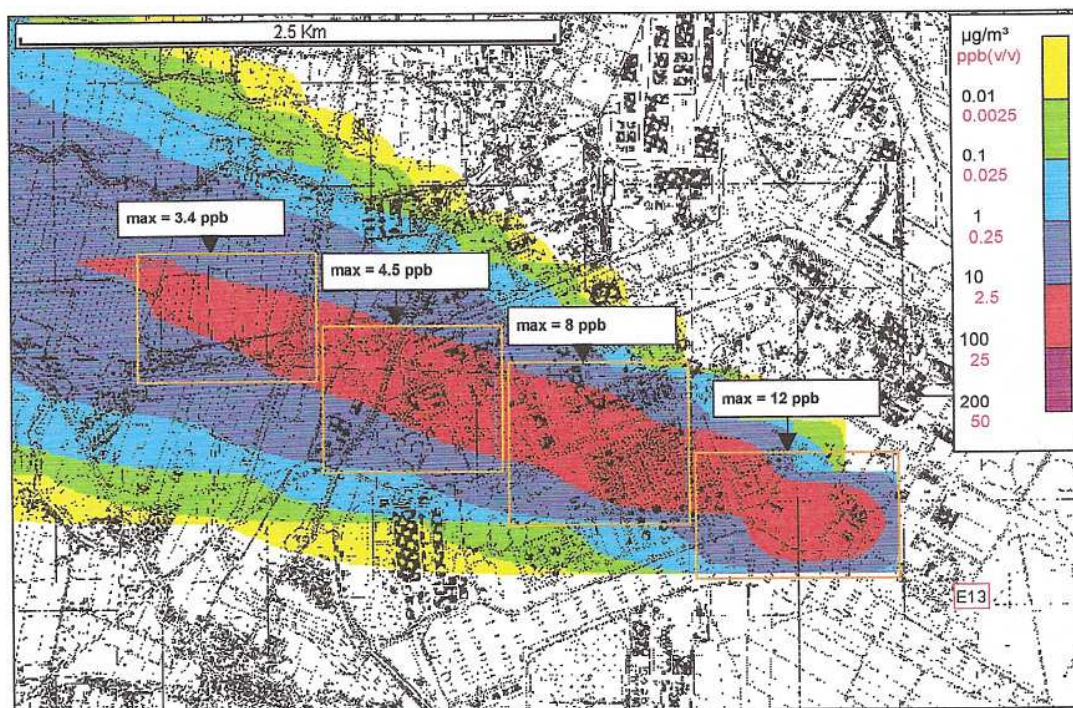 2.5 Km
µg/m³
ppb(v/v)
0.01
0.0025
0.1
0.025
1
0.25
10
2.5
100
25
200
50
max = 3.4 ppb
max = 4.5 ppb
max = 8 ppb
max = 12 ppb
E13